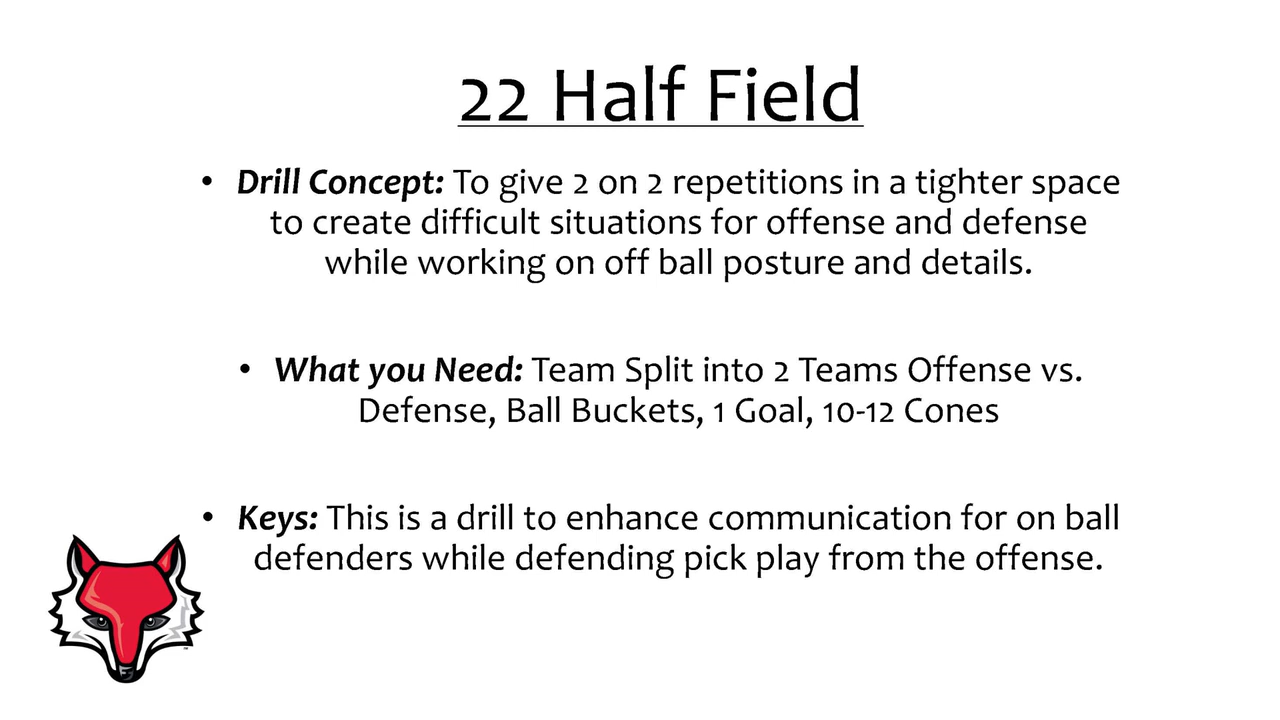 22 Half Field
• Drill Concept: To give 2 on 2 repetitions in a tighter space
to create difficult situations for offense and defense
while working on off ball posture and details.
• What you Need: Team Split into 2 Teams Offense vs.
Defense, Ball Buckets, 1 Goal, 10-12 Cones
• Keys: This is a drill to enhance communication for on ball
defenders while defending pick play from the offense.